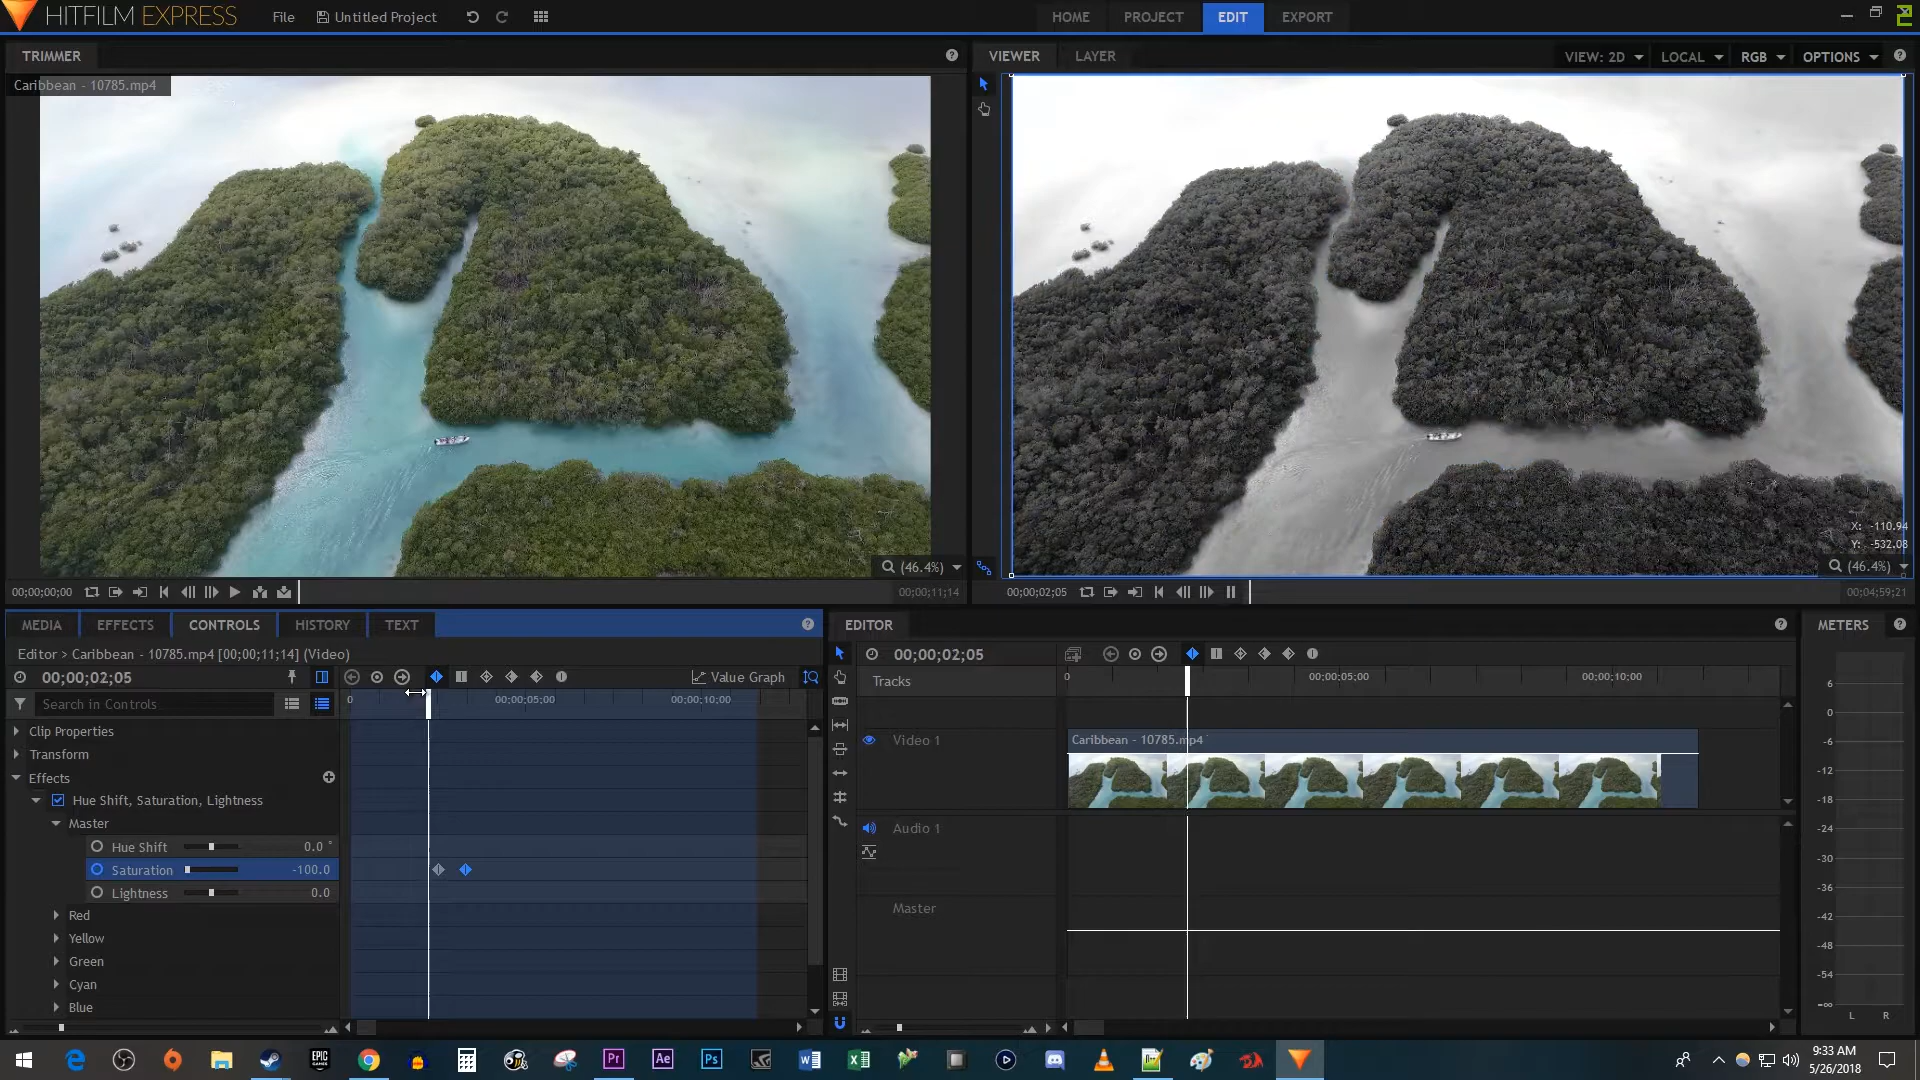 HITFILM EXPRESS
File
Untitled Project
HOME
PROJECT
EDIT
EXPORT
TRIMMER
VIEWER
LAYER
VIEW: 2D
LOCAL
RGB
OPTIONS
Caribbean - 10785.mp4
X: -110.94
Y: -532.08
(46.4%)
(46.4%)
00;00;00;00
00;00;11;14
00;00;02;05
00;04;59;21
MEDIA
EFFECTS
CONTROLS
HISTORY
TEXT
EDITOR
METERS
Editor > Caribbean - 10785.mp4 [00;00;11;14] (Video)
00;00;02;05
Value Graph
Search in Controls
0
00;00;05;00
00;00;10;00
Clip Properties
Transform
Effects
Hue Shift, Saturation, Lightness
Master
Hue Shift
0.0 °
Saturation
-100.0
Lightness
0.0
Red
Yellow
Green
Cyan
Blue
00;00;02;05
Tracks
0
00;00;05;00
00;00;10;00
Video 1
Caribbean - 10785.mp4
Audio 1
Master
6
0
-6
-12
-18
-24
-30
-36
-42
-48
-54
-∞
L
R
EPIC GAMES
Pr
Ae
Ps
9:33 AM
5/26/2018